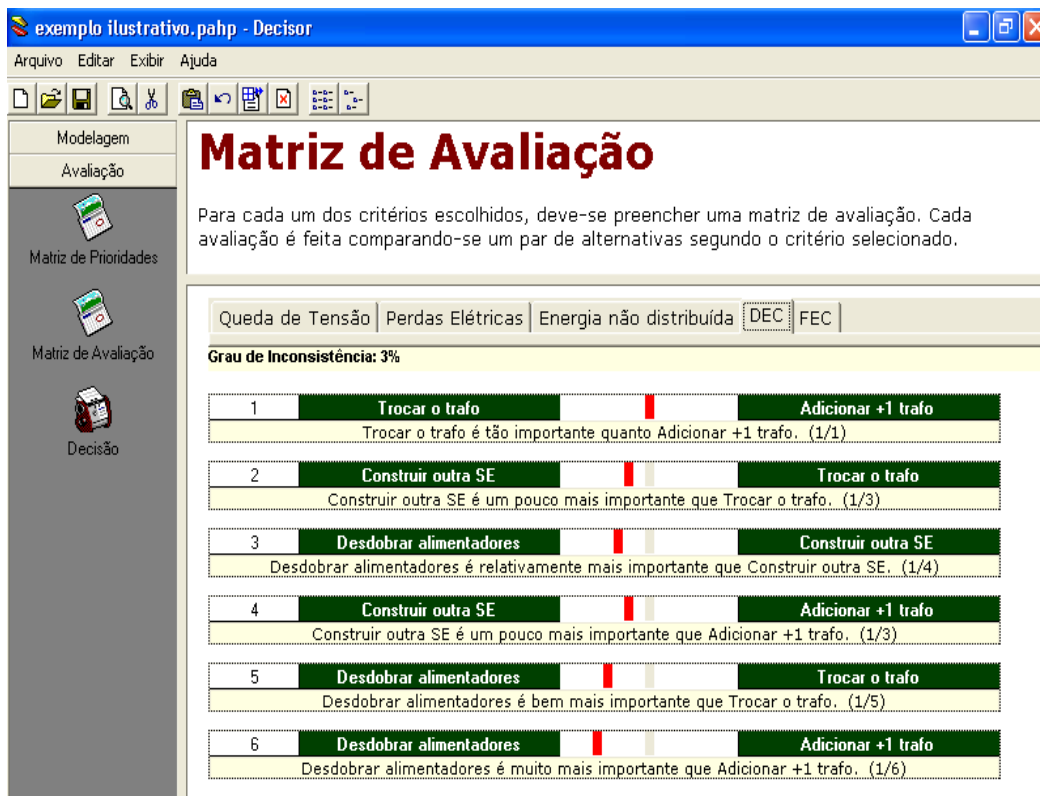 exemplo ilustrativo.pahp - Decisor
Arquivo Editar Exibir Ajuda
Modelagem
Avaliação
Matriz de Prioridades
Matriz de Avaliação
Decisão
Matriz de Avaliação
Para cada um dos critérios escolhidos, deve-se preencher uma matriz de avaliação. Cada
avaliação é feita comparando-se um par de alternativas segundo o critério selecionado.
Queda de Tensão Perdas Elétricas Energia não distribuída DEC FEC
Grau de Inconsistência: 3%
1 Trocar o trafo Adicionar +1 trafo
Trocar o trafo é tão importante quanto Adicionar +1 trafo. (1/1)
2 Construir outra SE Trocar o trafo
Construir outra SE é um pouco mais importante que Trocar o trafo. (1/3)
3 Desdobrar alimentadores Construir outra SE
Desdobrar alimentadores é relativamente mais importante que Construir outra SE. (1/4)
4 Construir outra SE Adicionar +1 trafo
Construir outra SE é um pouco mais importante que Adicionar +1 trafo. (1/3)
5 Desdobrar alimentadores Trocar o trafo
Desdobrar alimentadores é bem mais importante que Trocar o trafo. (1/5)
6 Desdobrar alimentadores Adicionar +1 trafo
Desdobrar alimentadores é muito mais importante que Adicionar +1 trafo. (1/6)